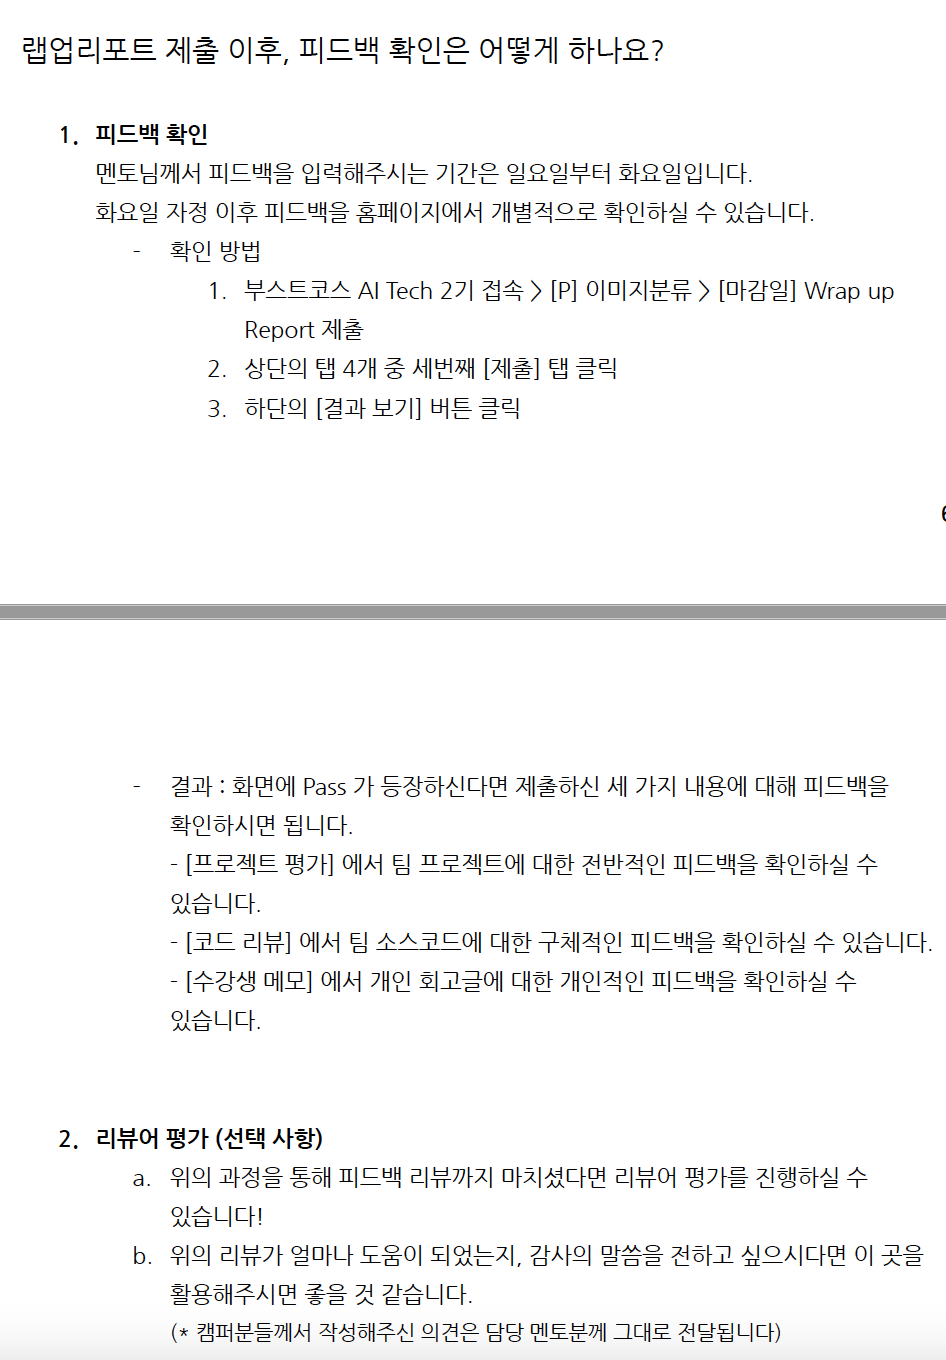 랩업리포트 제출 이후, 피드백 확인은 어떻게 하나요?
1. 피드백 확인
멘토님께서 피드백을 입력해주시는 기간은 일요일부터 화요일입니다.
화요일 자정 이후 피드백을 홈페이지에서 개별적으로 확인하실 수 있습니다.
- 확인 방법
1. 부스트코스 AI Tech 2기 접속 > [P] 이미지분류 > [마감일] Wrap up
Report 제출
2. 상단의 탭 4개 중 세번째 [제출] 탭 클릭
3. 하단의 [결과 보기] 버튼 클릭
- 결과 : 화면에 Pass 가 등장하신다면 제출하신 세 가지 내용에 대해 피드백을
확인하시면 됩니다.
- [프로젝트 평가] 에서 팀 프로젝트에 대한 전반적인 피드백을 확인하실 수
있습니다.
- [코드 리뷰] 에서 팀 소스코드에 대한 구체적인 피드백을 확인하실 수 있습니다.
- [수강생 메모] 에서 개인 회고글에 대한 개인적인 피드백을 확인하실 수
있습니다.
2. 리뷰어 평가 (선택 사항)
a. 위의 과정을 통해 피드백 리뷰까지 마치셨다면 리뷰어 평가를 진행하실 수
있습니다!
b. 위의 리뷰가 얼마나 도움이 되었는지, 감사의 말씀을 전하고 싶으시다면 이 곳을
활용해주시면 좋을 것 같습니다.
(* 캠퍼분들께서 작성해주신 의견은 담당 멘토분께 그대로 전달됩니다)